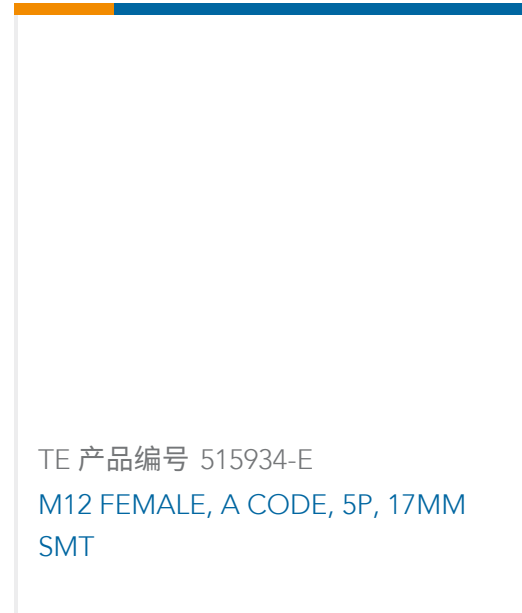 TE 产品编号 515934-E
M12 FEMALE, A CODE, 5P, 17MM
SMT